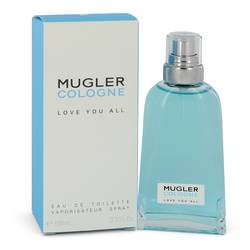 MUGLER
COLOGNE
LOVE YOU ALL
EAU DE TOILETTE
VAPORISATEUR SPRAY
MUGLER
COLOGNE
LOVE YOU ALL